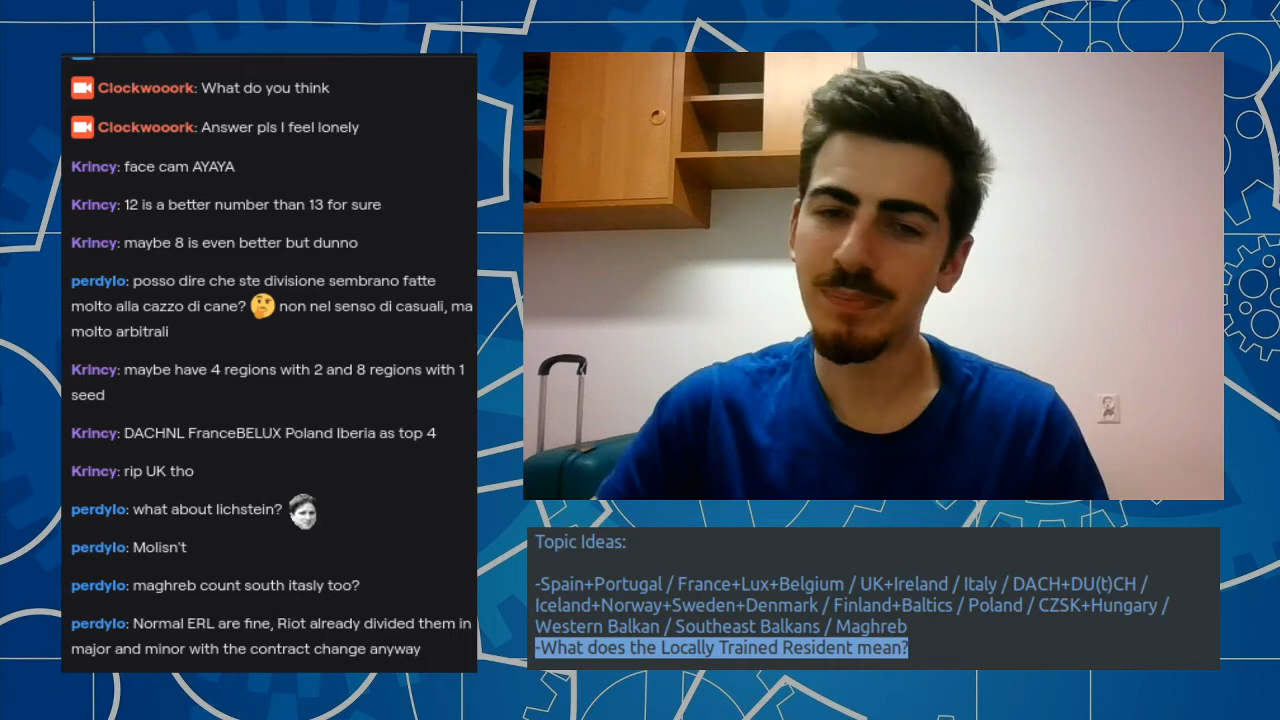 Clockwooork: What do you think
Clockwooork: Answer pls I feel lonely
Krincy: face cam AYAYA
Krincy: 12 is a better number than 13 for sure
Krincy: maybe 8 is even better but dunno
perdylo: posso dire che ste divisione sembrano fatte
molto alla cazzo di cane? 🤔 non nel senso di casuali, ma
molto arbitrali
Krincy: maybe have 4 regions with 2 and 8 regions with 1
seed
Krincy: DACHNL FranceBELUX Poland Iberia as top 4
Krincy: rip UK tho
perdylo: what about lichstein?
perdylo: Molisn't
perdylo: maghreb count south itasly too?
perdylo: Normal ERL are fine, Riot already divided them in
major and minor with the contract change anyway
Topic Ideas:
-Spain+Portugal / France+Lux+Belgium / UK+Ireland / Italy / DACH+DU(t)CH /
Iceland+Norway+Sweden+Denmark / Finland+Baltics / Poland / CZSK+Hungary /
Western Balkan / Southeast Balkans / Maghreb
-What does the Locally Trained Resident mean?